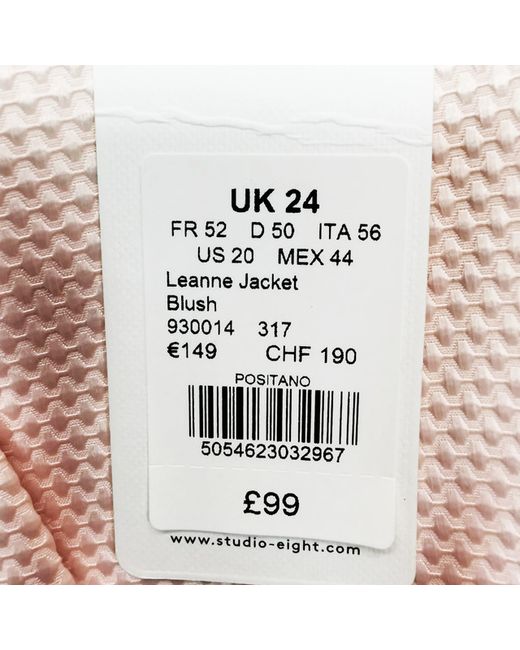 UK 24
FR 52 D 50 ITA 56
US 20 MEX 44
Leanne Jacket
Blush
930014 317
€149 CHF 190
POSITANO
5054623032967
£99
www.studio-eight.com